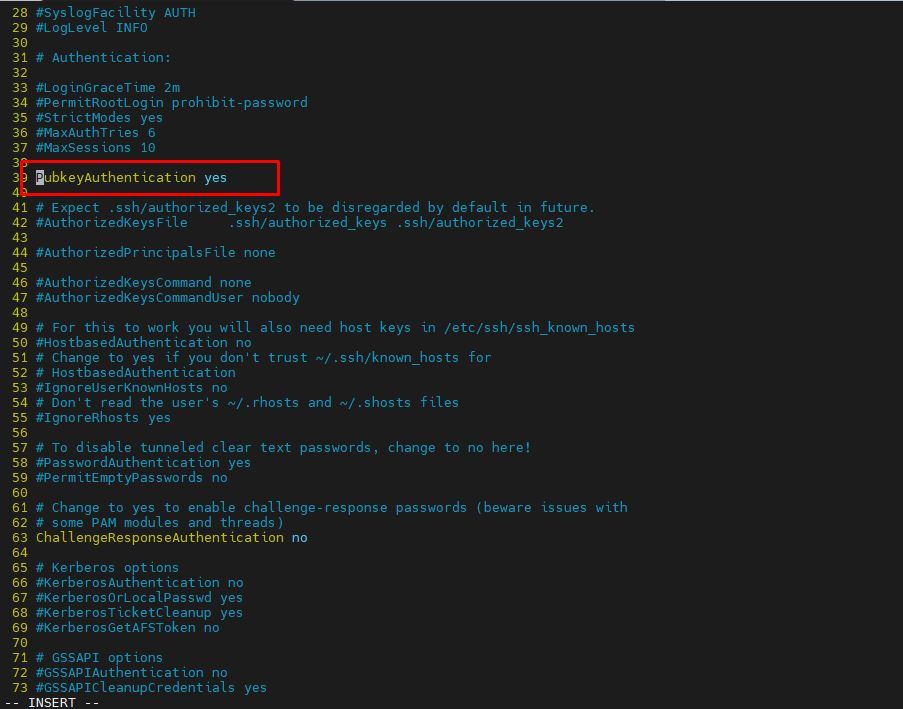 28 #SyslogFacility AUTH
29 #LogLevel INFO
30
31 # Authentication:
32
33 #LoginGraceTime 2m
34 #PermitRootLogin prohibit-password
35 #StrictModes yes
36 #MaxAuthTries 6
37 #MaxSessions 10
38
39 PubkeyAuthentication yes
40
41 # Expect .ssh/authorized_keys2 to be disregarded by default in future.
42 #AuthorizedKeysFile     .ssh/authorized_keys .ssh/authorized_keys2
43
44 #AuthorizedPrincipalsFile none
45
46 #AuthorizedKeysCommand none
47 #AuthorizedKeysCommandUser nobody
48
49 # For this to work you will also need host keys in /etc/ssh/ssh_known_hosts
50 #HostbasedAuthentication no
51 # Change to yes if you don't trust ~/.ssh/known_hosts for
52 # HostbasedAuthentication
53 #IgnoreUserKnownHosts no
54 # Don't read the user's ~/.rhosts and ~/.shosts files
55 #IgnoreRhosts yes
56
57 # To disable tunneled clear text passwords, change to no here!
58 #PasswordAuthentication yes
59 #PermitEmptyPasswords no
60
61 # Change to yes to enable challenge-response passwords (beware issues with
62 # some PAM modules and threads)
63 ChallengeResponseAuthentication no
64
65 # Kerberos options
66 #KerberosAuthentication no
67 #KerberosOrLocalPasswd yes
68 #KerberosTicketCleanup yes
69 #KerberosGetAFSToken no
70
71 # GSSAPI options
72 #GSSAPIAuthentication no
73 #GSSAPICleanupCredentials yes
-- INSERT --